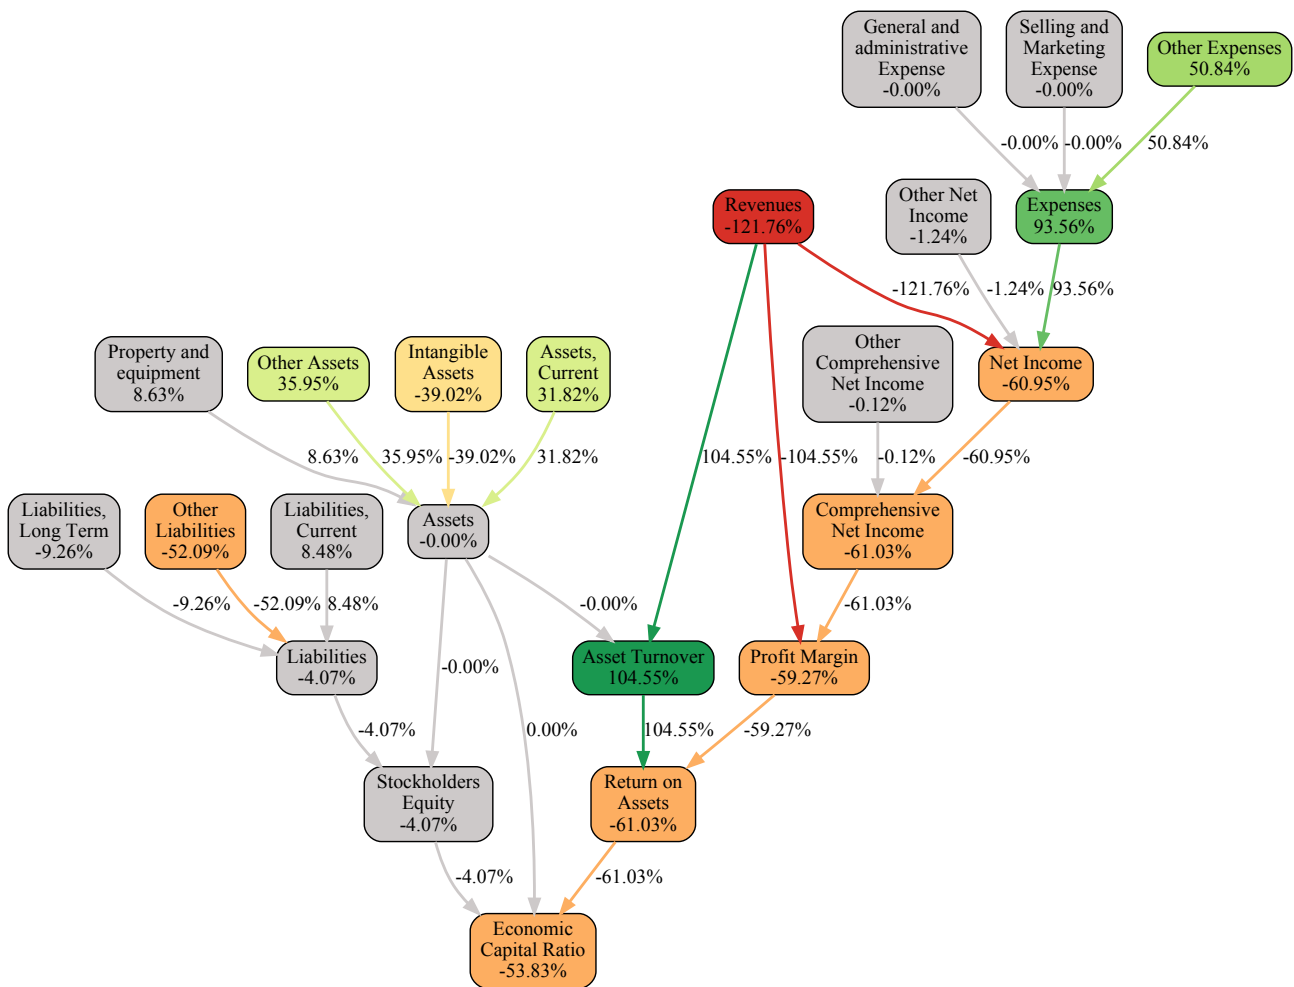 General and
administrative
Expense
-0.00%
Selling and
Marketing
Expense
-0.00%
Other Expenses
50.84%
-0.00%
-0.00%
50.84%
Revenues
-121.76%
Other Net
Income
-1.24%
Expenses
93.56%
-121.76%
-1.24%
93.56%
Property and
equipment
8.63%
Other Assets
35.95%
Intangible
Assets
-39.02%
Assets,
Current
31.82%
Other
Comprehensive
Net Income
-0.12%
Net Income
-60.95%
8.63%
35.95%
-39.02%
31.82%
104.55%
-104.55%
-0.12%
-60.95%
Liabilities,
Long Term
-9.26%
Other
Liabilities
-52.09%
Liabilities,
Current
8.48%
Assets
-0.00%
Comprehensive
Net Income
-61.03%
-9.26%
-52.09%
8.48%
-0.00%
-61.03%
Liabilities
-4.07%
-0.00%
Asset Turnover
104.55%
Profit Margin
-59.27%
-4.07%
0.00%
104.55%
-59.27%
Stockholders
Equity
-4.07%
Return on
Assets
-61.03%
-4.07%
-61.03%
Economic
Capital Ratio
-53.83%